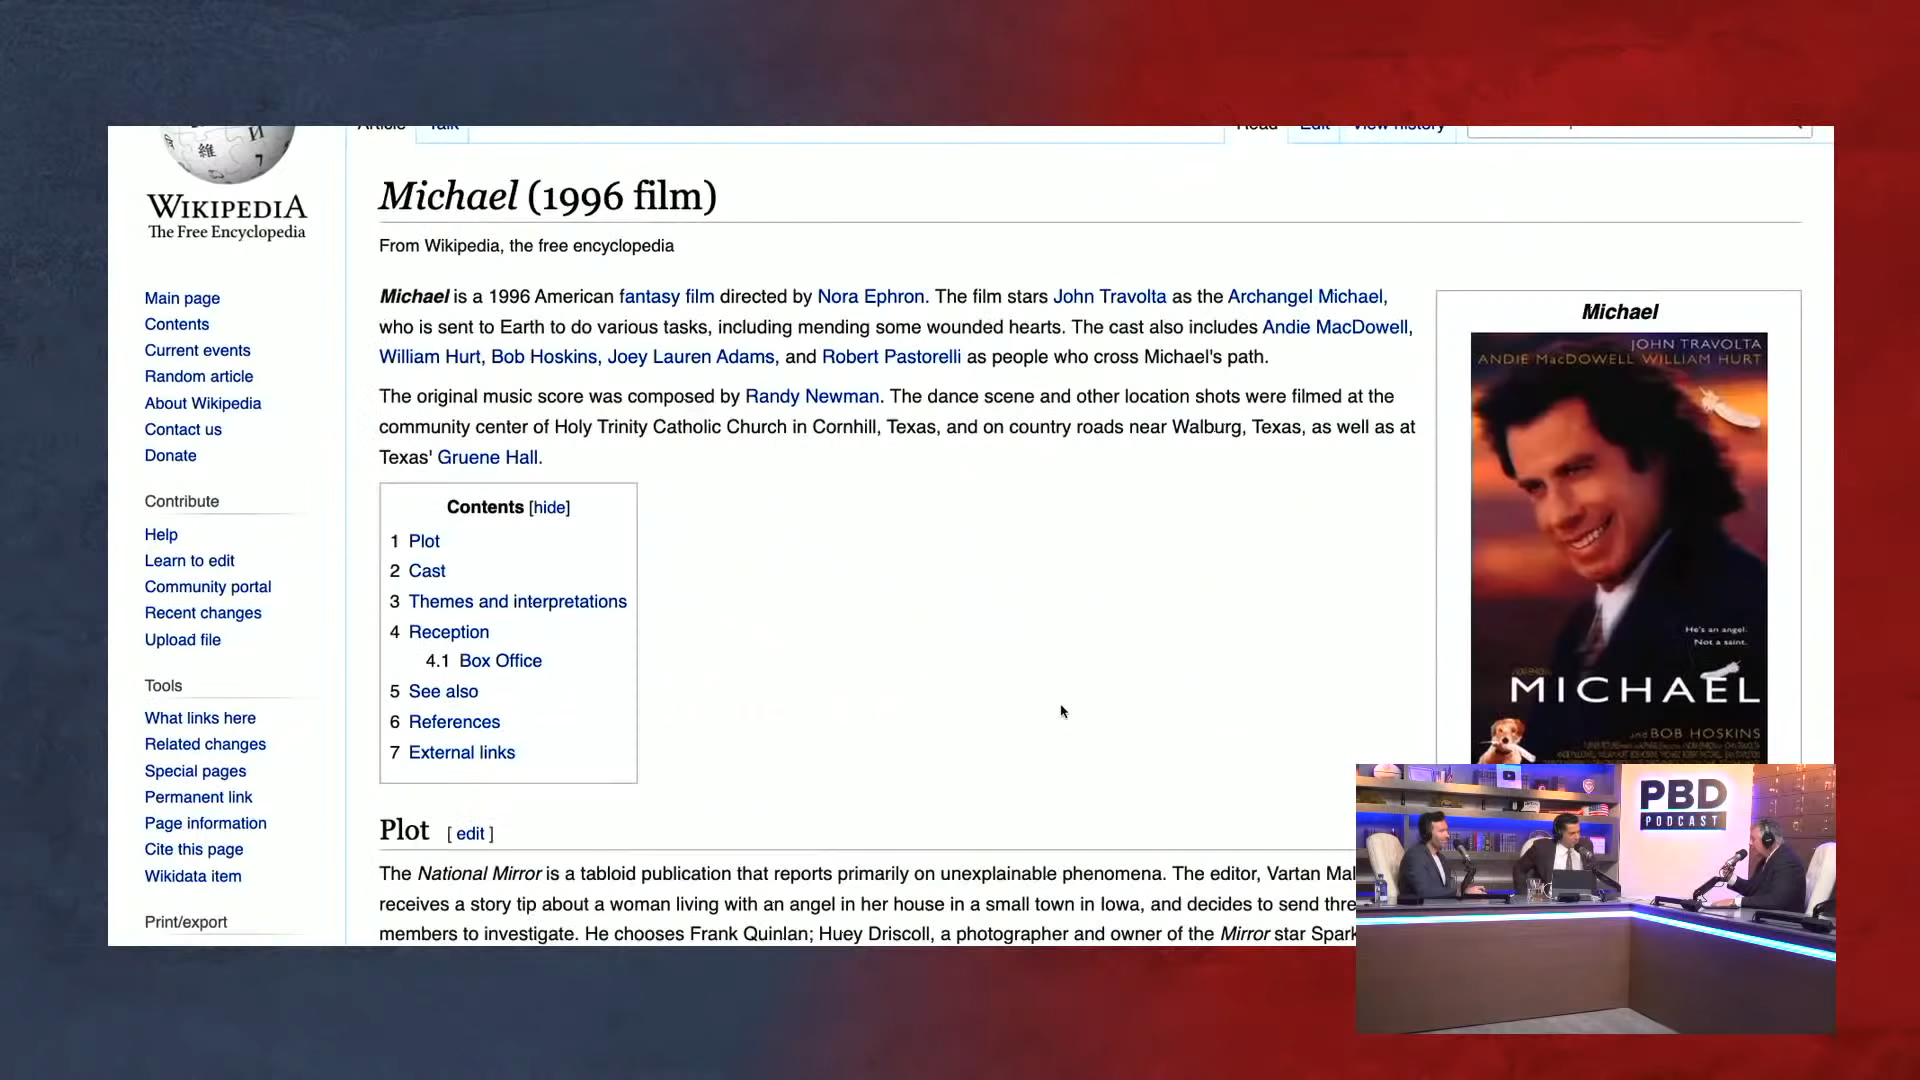 Article Talk
Read Edit View history
WIKIPEDIA
The Free Encyclopedia
Main page
Contents
Current events
Random article
About Wikipedia
Contact us
Donate
Contribute
Help
Learn to edit
Community portal
Recent changes
Upload file
Tools
What links here
Related changes
Special pages
Permanent link
Page information
Cite this page
Wikidata item
Print/export
Michael (1996 film)
From Wikipedia, the free encyclopedia
Michael is a 1996 American fantasy film directed by Nora Ephron. The film stars John Travolta as the Archangel Michael,
who is sent to Earth to do various tasks, including mending some wounded hearts. The cast also includes Andie MacDowell,
William Hurt, Bob Hoskins, Joey Lauren Adams, and Robert Pastorelli as people who cross Michael's path.
The original music score was composed by Randy Newman. The dance scene and other location shots were filmed at the
community center of Holy Trinity Catholic Church in Cornhill, Texas, and on country roads near Walburg, Texas, as well as at
Texas' Gruene Hall.
Contents [hide]
1 Plot
2 Cast
3 Themes and interpretations
4 Reception
4.1 Box Office
5 See also
6 References
7 External links
Plot [ edit ]
The National Mirror is a tabloid publication that reports primarily on unexplainable phenomena. The editor, Vartan Mal
receives a story tip about a woman living with an angel in her house in a small town in Iowa, and decides to send thre
members to investigate. He chooses Frank Quinlan; Huey Driscoll, a photographer and owner of the Mirror star Spark
Michael
JOHN TRAVOLTA
ANDIE MacDOWELL WILLIAM HURT
He's an angel.
Not a saint.
MICHAEL
and BOB HOSKINS
PBD
PODCAST